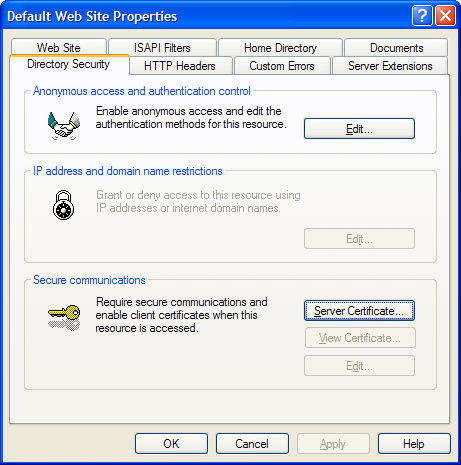 Default Web Site Properties
Web Site
ISAPI Filters
Home Directory
Documents
Directory Security
HTTP Headers
Custom Errors
Server Extensions
Anonymous access and authentication control
Enable anonymous access and edit the
authentication methods for this resource.
Edit...
IP address and domain name restrictions
Grant or deny access to this resource using
IP addresses or internet domain names.
Edit...
Secure communications
Require secure communications and
enable client certificates when this
resource is accessed.
Server Certificate...
View Certificate...
Edit...
OK
Cancel
Apply
Help